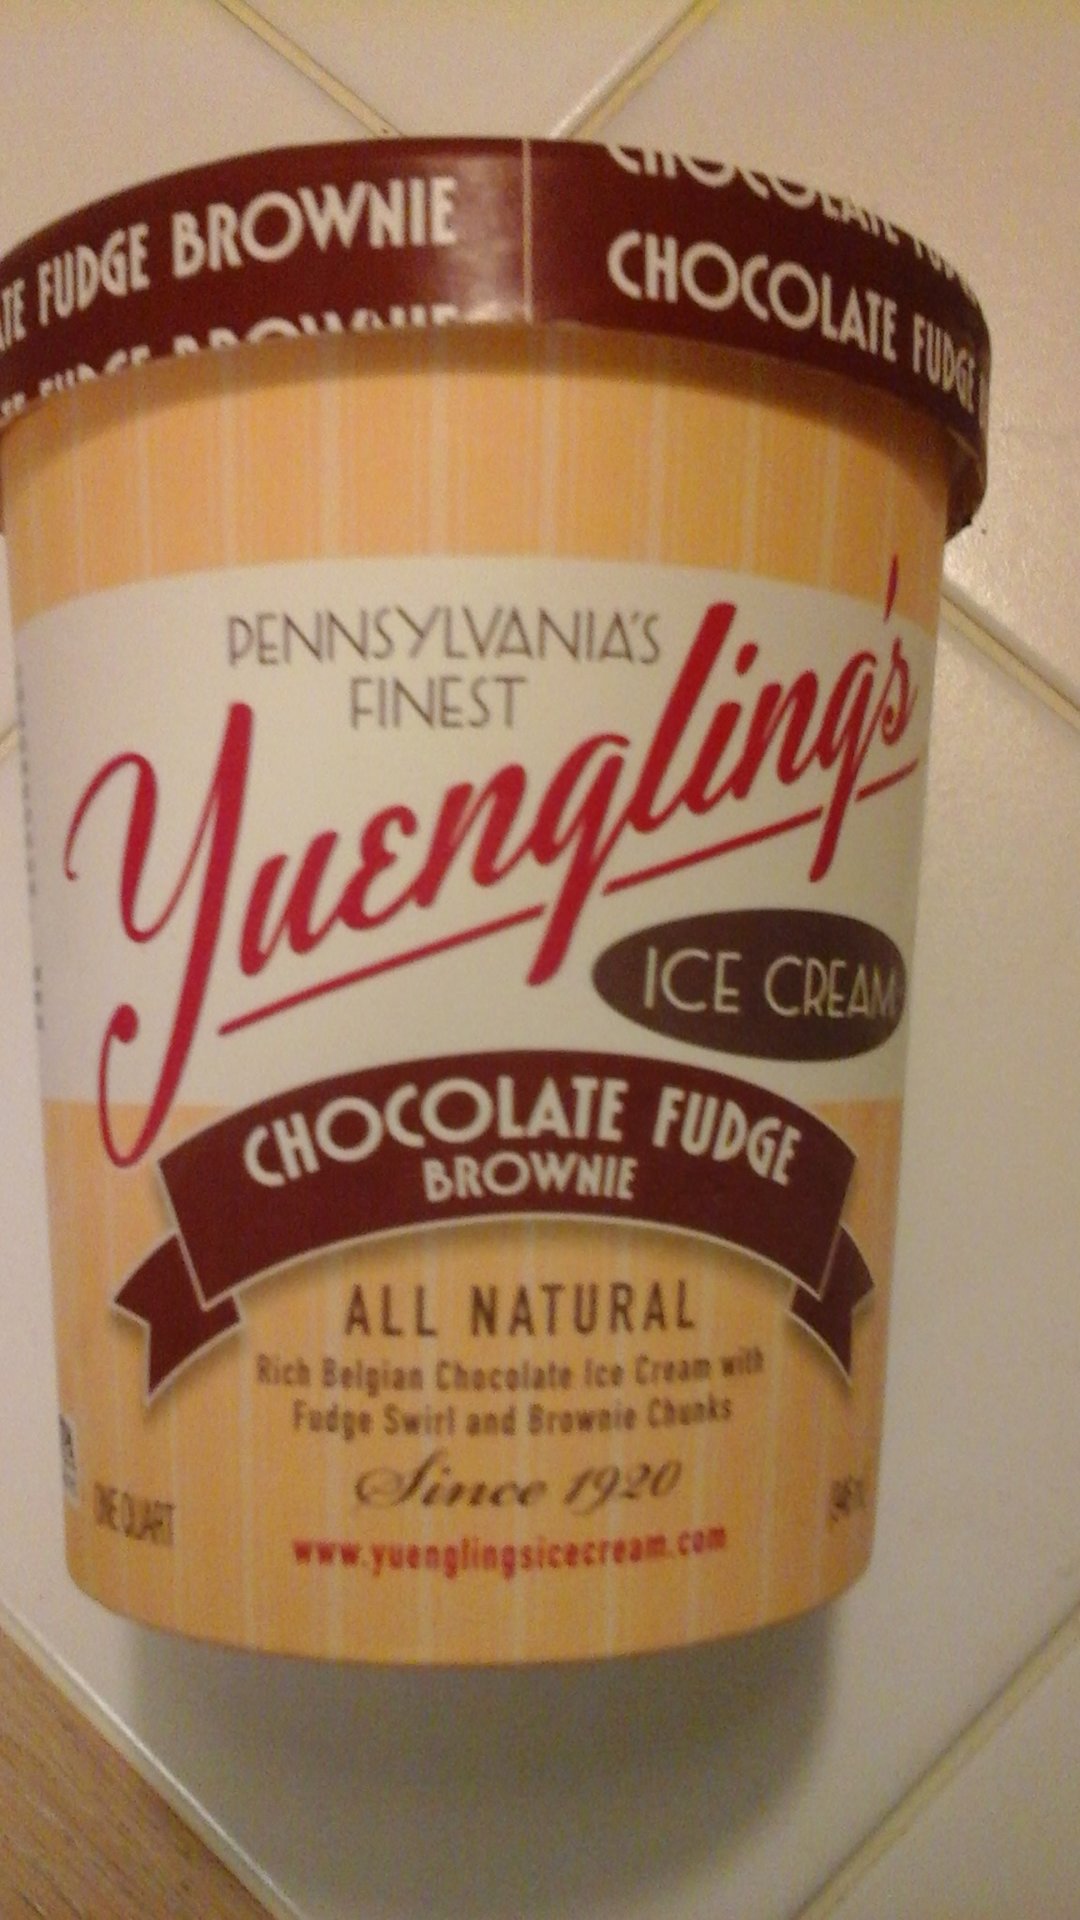 CHOCOLATE
FUDGE BROWNIE
CHOCOLATE FUDGE
PENNSYLVANIA'S
FINEST
Yuengling's
ICE CREAM
CHOCOLATE FUDGE
BROWNIE
ALL NATURAL
Rich Belgian Chocolate Ice Cream with
Fudge Swirl and Brownie Chunks
Since 1920
ONE QUART
www.yuenglingsicecream.com